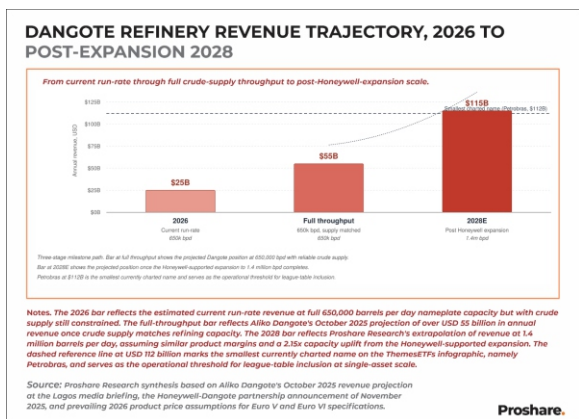 DANGOTE REFINERY REVENUE TRAJECTORY, 2026 TO
POST-EXPANSION 2028
From current run-rate through full crude-supply throughput to post-Honeywell-expansion scale.
$125B
$100B
$75B
$50B
$25B
$0B
Annual revenue, USD
$25B
$55B
$115B
Smallest charted name (Petrobras, $112B)
2026
Current run-rate
650k bpd
Full throughput
650k bpd, supply matched
650k bpd
2028E
Post Honeywell expansion
1.4m bpd
Three-stage milestone path. Bar at full throughput shows the projected Dangote position at 650,000 bpd with reliable crude supply.
Bar at 2028E shows the projected position once the Honeywell-supported expansion to 1.4 million bpd completes.
Petrobras at $112B is the smallest currently charted name and serves as the operational threshold for league-table inclusion.
Notes. The 2026 bar reflects the estimated current run-rate revenue at full 650,000 barrels per day nameplate capacity but with crude
supply still constrained. The full-throughput bar reflects Aliko Dangote's October 2025 projection of over USD 55 billion in annual
revenue once crude supply matches refining capacity. The 2028 bar reflects Proshare Research's extrapolation of revenue at 1.4
million barrels per day, assuming similar product margins and a 2.15x capacity uplift from the Honeywell-supported expansion. The
dashed reference line at USD 112 billion marks the smallest currently charted name on the ThemesETFs infographic, namely
Petrobras, and serves as the operational threshold for league-table inclusion at single-asset scale.
Source: Proshare Research synthesis based on Aliko Dangote's October 2025 revenue projection
at the Lagos media briefing, the Honeywell-Dangote partnership announcement of November
2025, and prevailing 2026 product price assumptions for Euro V and Euro VI specifications.
Proshare.